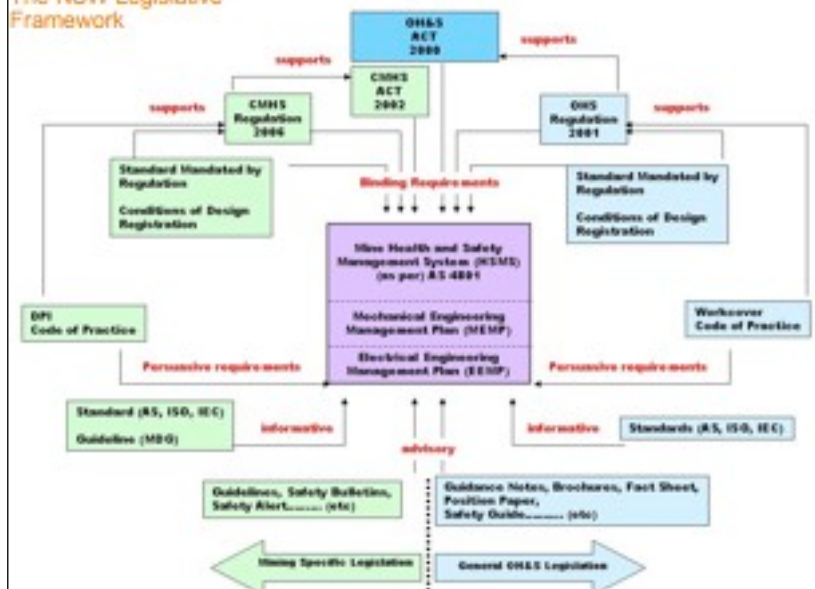 The NSW Legislative
Framework
OH&S
ACT
2000
supports
supports
CMHS
ACT
2002
supports
CMHS
Regulation
2006
OHS
Regulation
2001
supports
Standard Mandated by
Regulation
Conditions of Design
Registration
Binding Requirements
Standard Mandated by
Regulation
Conditions of Design
Registration
Mine Health and Safety
Management System (HSMS)
(as per) AS 4801
Mechanical Engineering
Management Plan (MEMP)
Electrical Engineering
Management Plan (EEMP)
DPI
Code of Practice
Workcover
Code of Practice
Persuasive requirements
Persuasive requirements
Standard (AS, ISO, IEC)
Guideline (MDG)
informative
informative
Standards (AS, ISO, IEC)
advisory
Guidelines, Safety Bulletins,
Safety Alert......... (etc)
Guidance Notes, Brochures, Fact Sheet,
Position Paper,
Safety Guide......... (etc)
Mining Specific Legislation
General OH&S Legislation